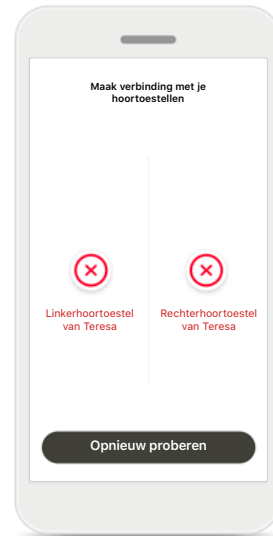 Maak verbinding met je
hoortoestellen
Linkerhoortoestel
van Teresa
Rechterhoortoestel
van Teresa
Opnieuw proberen